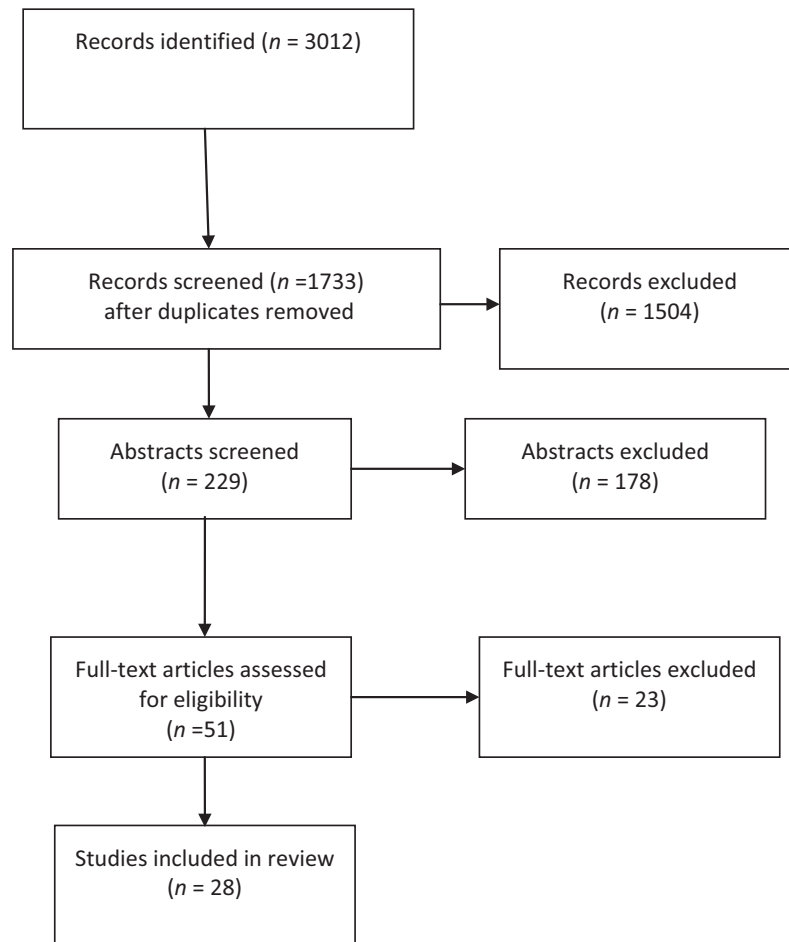 Records identified (n = 3012)
Records screened (n =1733)
after duplicates removed
Records excluded
(n = 1504)
Abstracts screened
(n = 229)
Abstracts excluded
(n = 178)
Full-text articles assessed
for eligibility
(n =51)
Full-text articles excluded
(n = 23)
Studies included in review
(n = 28)